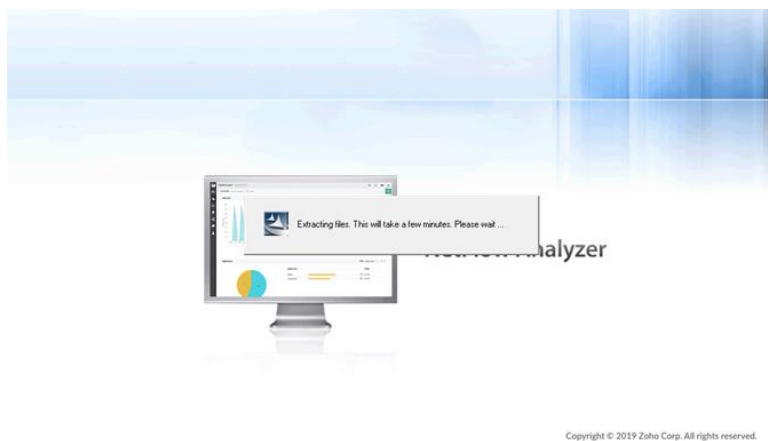 Extracting files. This will take a few minutes. Please wait ...
Analyzer
Copyright © 2019 Zoho Corp. All rights reserved.